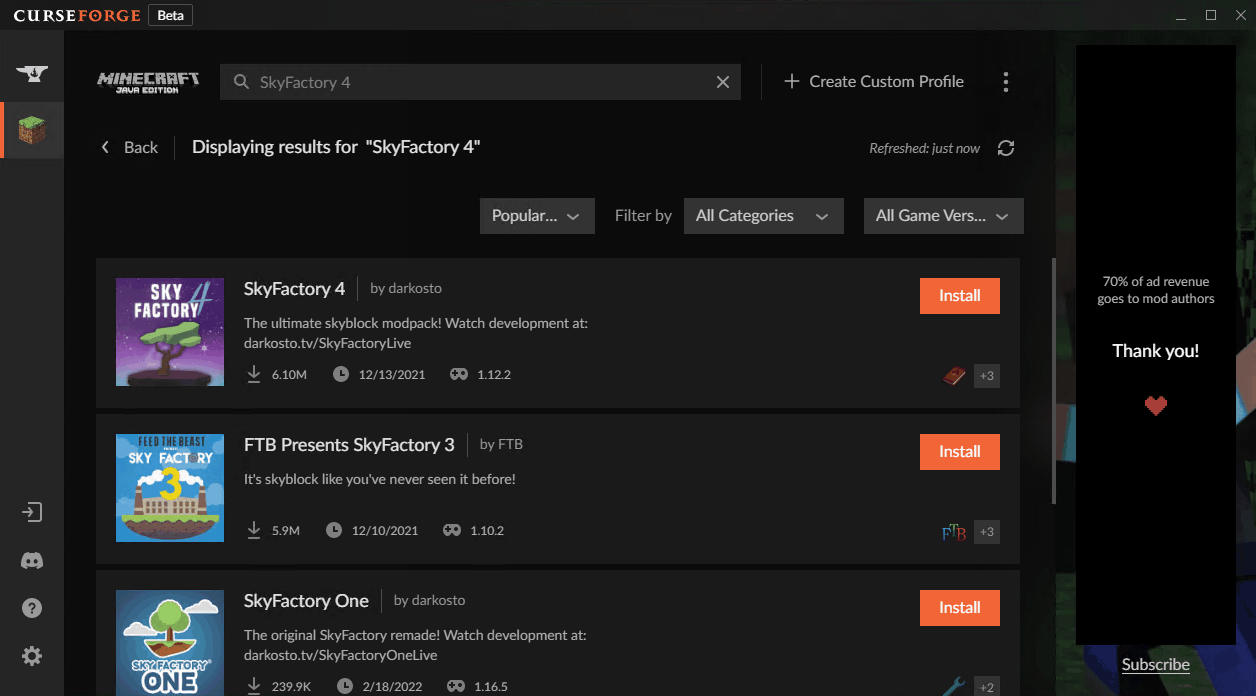 CURSEFORGE Beta
MINECRAFT
JAVA EDITION
SkyFactory 4
Create Custom Profile
Back
Displaying results for "SkyFactory 4"
Refreshed: just now
Popular...
Filter by
All Categories
All Game Vers...
SKY
FACTORY 4
SkyFactory 4 by darkosto
Install
The ultimate skyblock modpack! Watch development at:
darkosto.tv/SkyFactoryLive
6.10M 12/13/2021 1.12.2
+3
FEED THE BEAST
SKY FACTORY
3
FTB Presents SkyFactory 3 by FTB
Install
It's skyblock like you've never seen it before!
5.9M 12/10/2021 1.10.2
FTB +3
SKY FACTORY
ONE
SkyFactory One by darkosto
Install
The original SkyFactory remade! Watch development at:
darkosto.tv/SkyFactoryOneLive
239.9K 2/18/2022 1.16.5
+2
70% of ad revenue
goes to mod authors
Thank you!
Subscribe